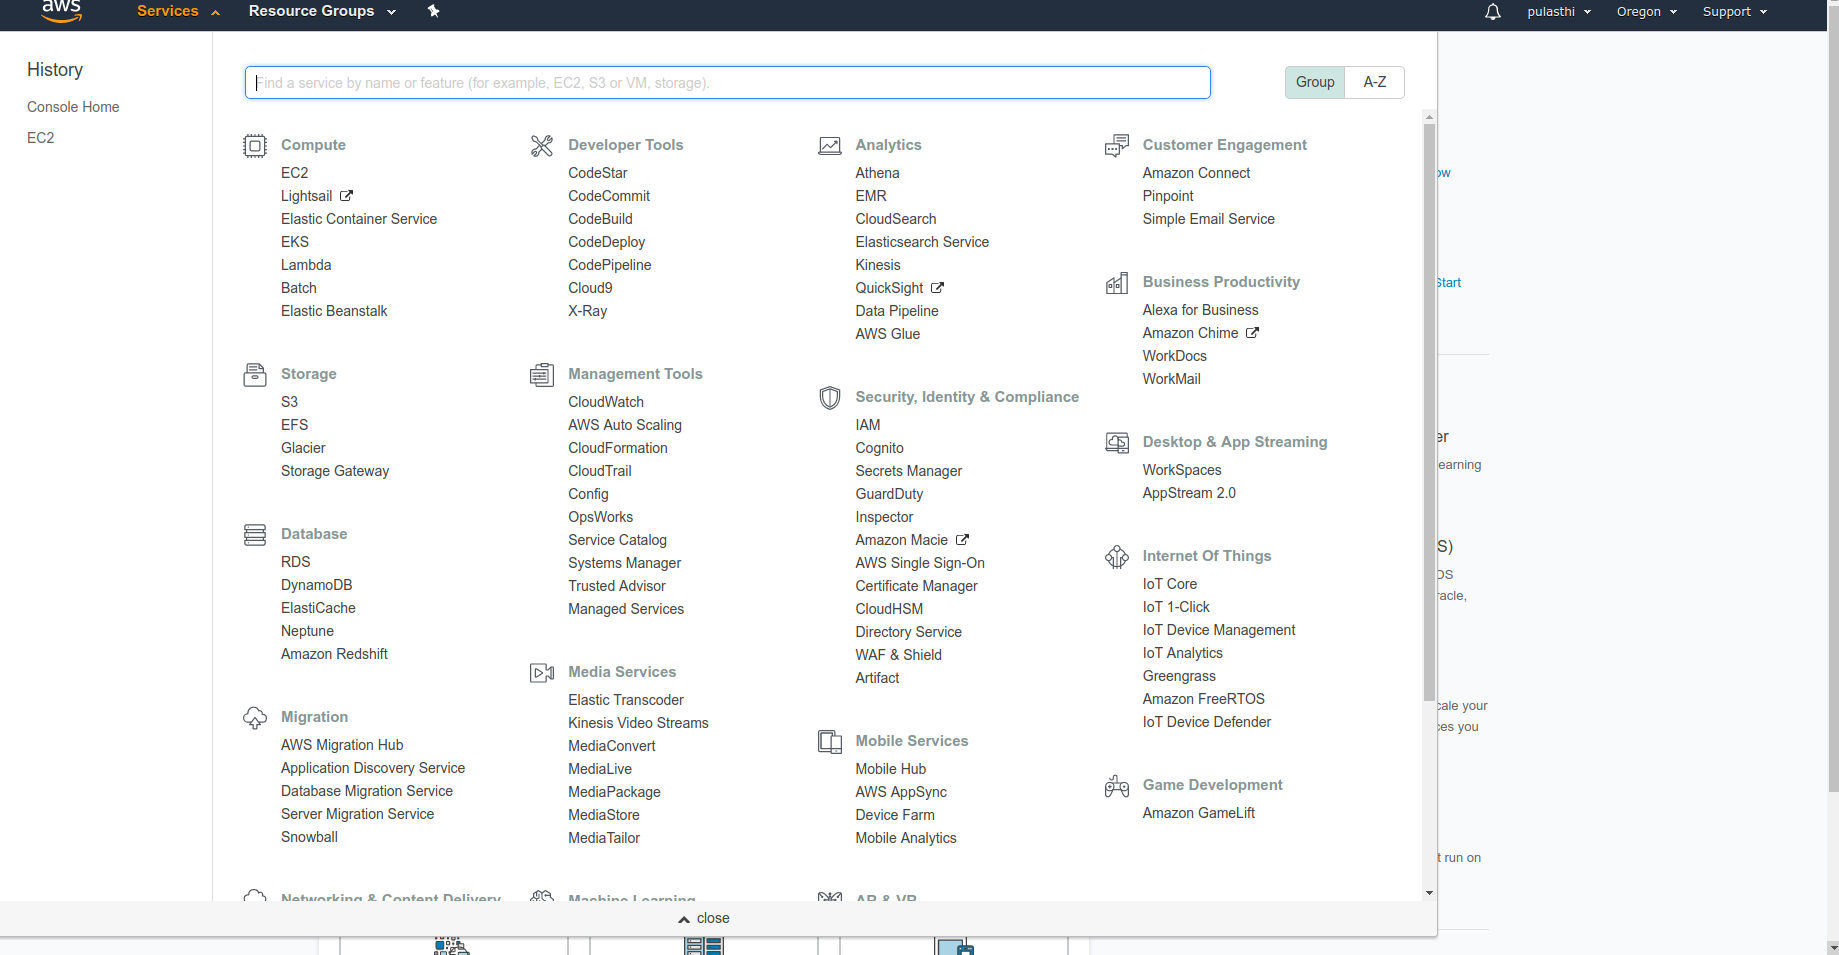 aws
Services
Resource Groups
pulasthi
Oregon
Support
History
Console Home
EC2
Find a service by name or feature (for example, EC2, S3 or VM, storage).
Group
A-Z
Compute
EC2
Lightsail
Elastic Container Service
EKS
Lambda
Batch
Elastic Beanstalk
Storage
S3
EFS
Glacier
Storage Gateway
Database
RDS
DynamoDB
ElastiCache
Neptune
Amazon Redshift
Migration
AWS Migration Hub
Application Discovery Service
Database Migration Service
Server Migration Service
Snowball
Networking & Content Delivery
Developer Tools
CodeStar
CodeCommit
CodeBuild
CodeDeploy
CodePipeline
Cloud9
X-Ray
Management Tools
CloudWatch
AWS Auto Scaling
CloudFormation
CloudTrail
Config
OpsWorks
Service Catalog
Systems Manager
Trusted Advisor
Managed Services
Media Services
Elastic Transcoder
Kinesis Video Streams
MediaConvert
MediaLive
MediaPackage
MediaStore
MediaTailor
Machine Learning
Analytics
Athena
EMR
CloudSearch
Elasticsearch Service
Kinesis
QuickSight
Data Pipeline
AWS Glue
Security, Identity & Compliance
IAM
Cognito
Secrets Manager
GuardDuty
Inspector
Amazon Macie
AWS Single Sign-On
Certificate Manager
CloudHSM
Directory Service
WAF & Shield
Artifact
Mobile Services
Mobile Hub
AWS AppSync
Device Farm
Mobile Analytics
AR & VR
Customer Engagement
Amazon Connect
Pinpoint
Simple Email Service
Business Productivity
Alexa for Business
Amazon Chime
WorkDocs
WorkMail
Desktop & App Streaming
WorkSpaces
AppStream 2.0
Internet Of Things
IoT Core
IoT 1-Click
IoT Device Management
IoT Analytics
Greengrass
Amazon FreeRTOS
IoT Device Defender
Game Development
Amazon GameLift
ow
Start
er
earning
S)
DS
racle,
cale your
ces you
t run on
close